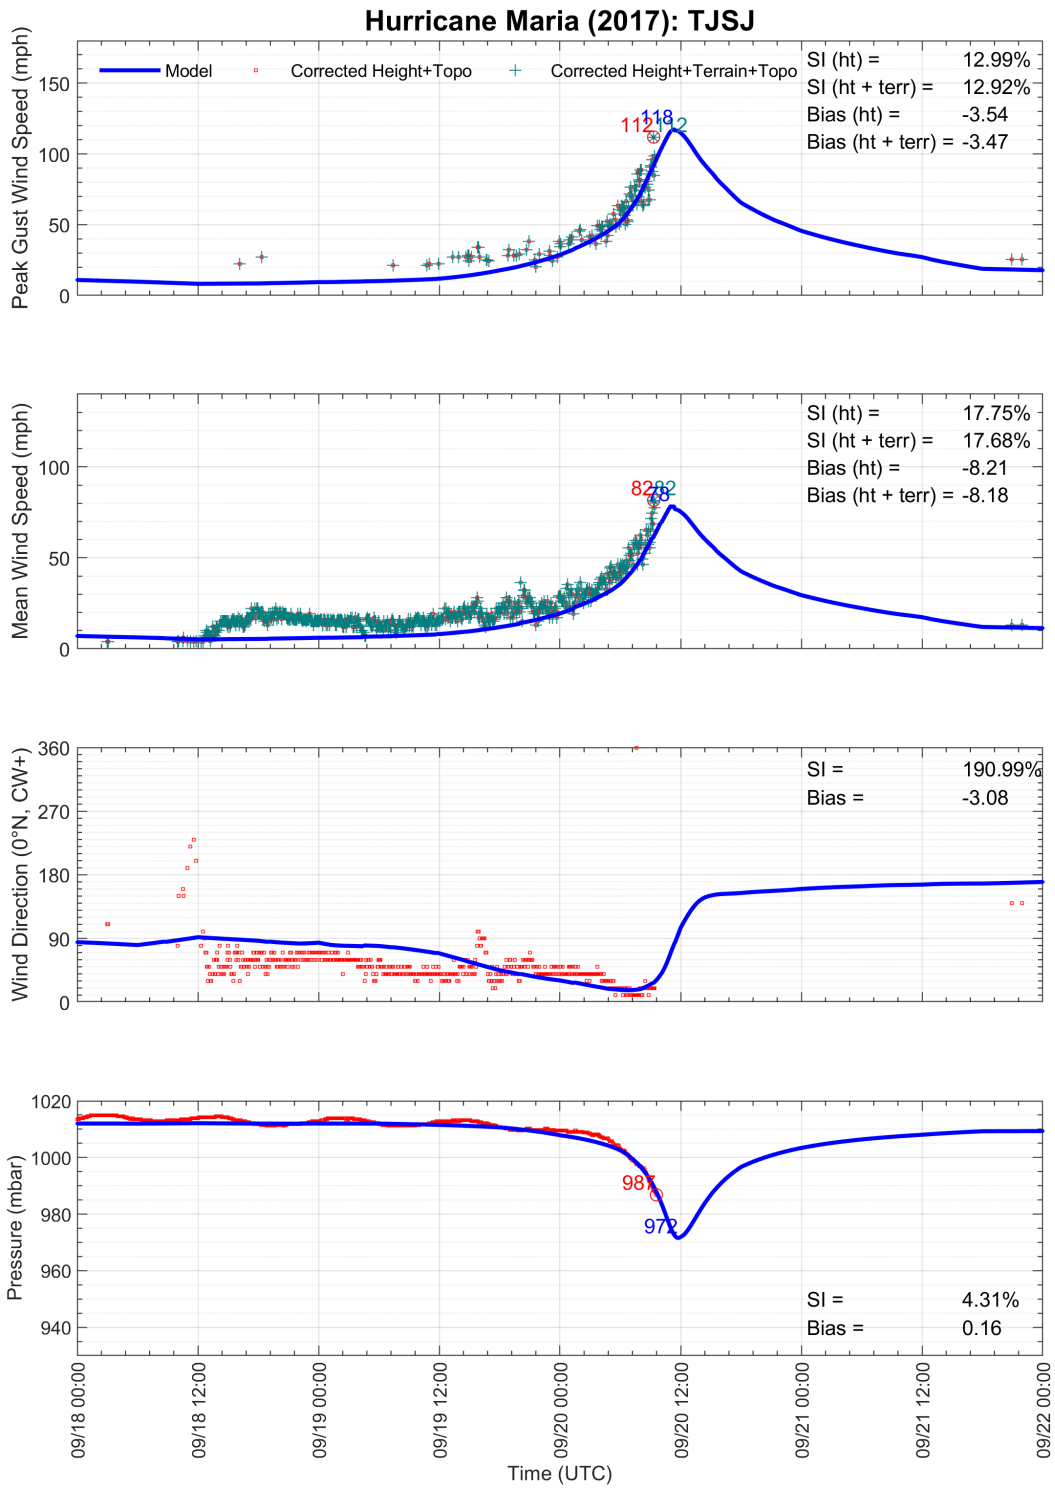 Hurricane Maria (2017): TJSJ
Peak Gust Wind Speed (mph)
150
100
50
0
Model
Corrected Height+Topo
Corrected Height+Terrain+Topo
SI (ht) = 12.99%
SI (ht + terr) = 12.92%
Bias (ht) = -3.54
Bias (ht + terr) = -3.47
118
112
112
Mean Wind Speed (mph)
100
50
0
SI (ht) = 17.75%
SI (ht + terr) = 17.68%
Bias (ht) = -8.21
Bias (ht + terr) = -8.18
82
78
82
Wind Direction (0°N, CW+)
360
270
180
90
0
SI = 190.99%
Bias = -3.08
Pressure (mbar)
1020
1000
980
960
940
987
972
SI = 4.31%
Bias = 0.16
09/18 00:00
09/18 12:00
09/19 00:00
09/19 12:00
09/20 00:00
09/20 12:00
09/21 00:00
09/21 12:00
09/22 00:00
Time (UTC)